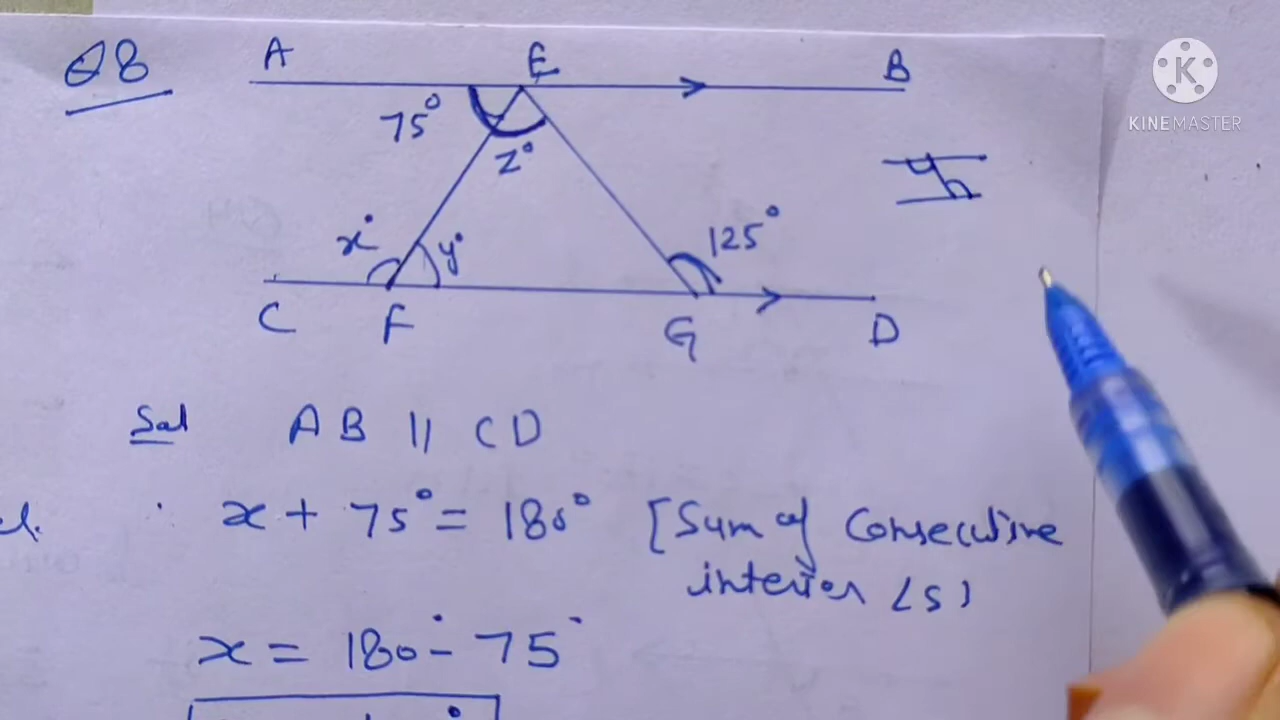 Q8
A E B
K
KINEMASTER
75°
z°
x° y° 125°
C F G D
Sol AB || CD
x + 75° = 180° [Sum of Consecutive
interior ∠s)
x = 180° - 75°